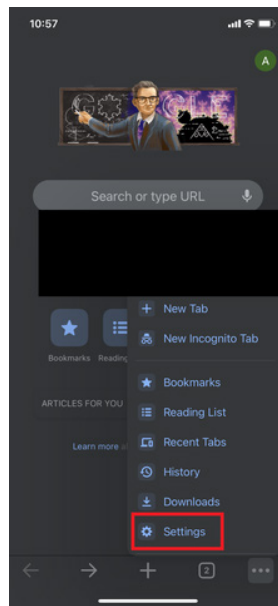 10:57
A
Search or type URL
New Tab
New Incognito Tab
Bookmarks Reading
Bookmarks
ARTICLES FOR YOU
Reading List
Learn more
Recent Tabs
History
Downloads
Settings
2